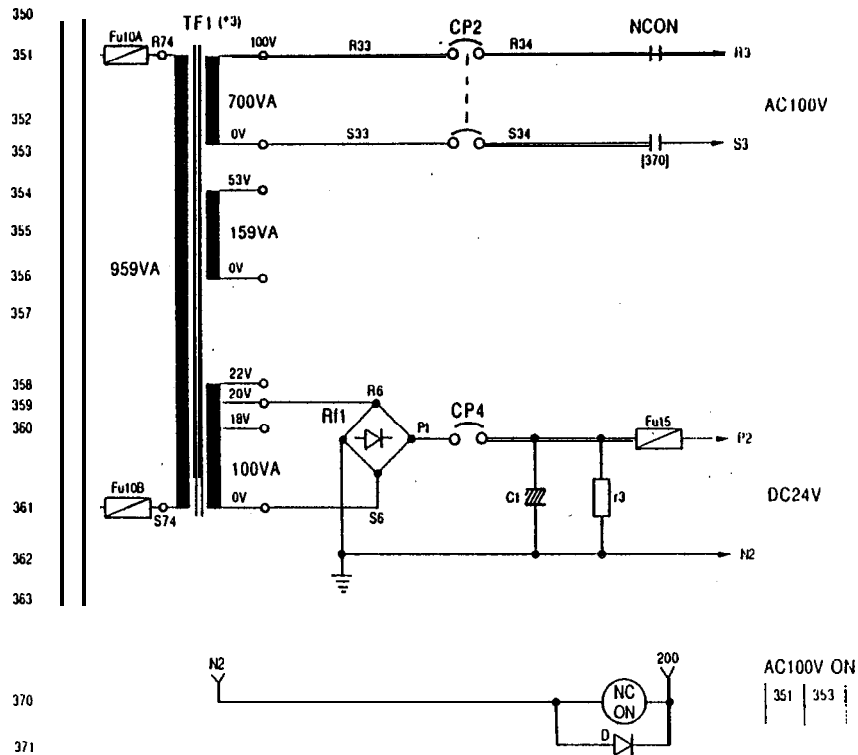 350
TF1 (*3)
Fu10A R74 100V R33 CP2 R34 NCON
351 R3
700VA AC100V
352
0V S33 S34 S3
353 [370]
53V
354
355 159VA
959VA
356 0V
357
358 22V
359 20V R6
360 18V Rf1 P1 CP4 Fu15 P2
100VA
Fu10B 0V C1 r3 DC24V
361 S74 S6
362 N2
363
N2 200 AC100V ON
351 353
370 NC
ON
D
371